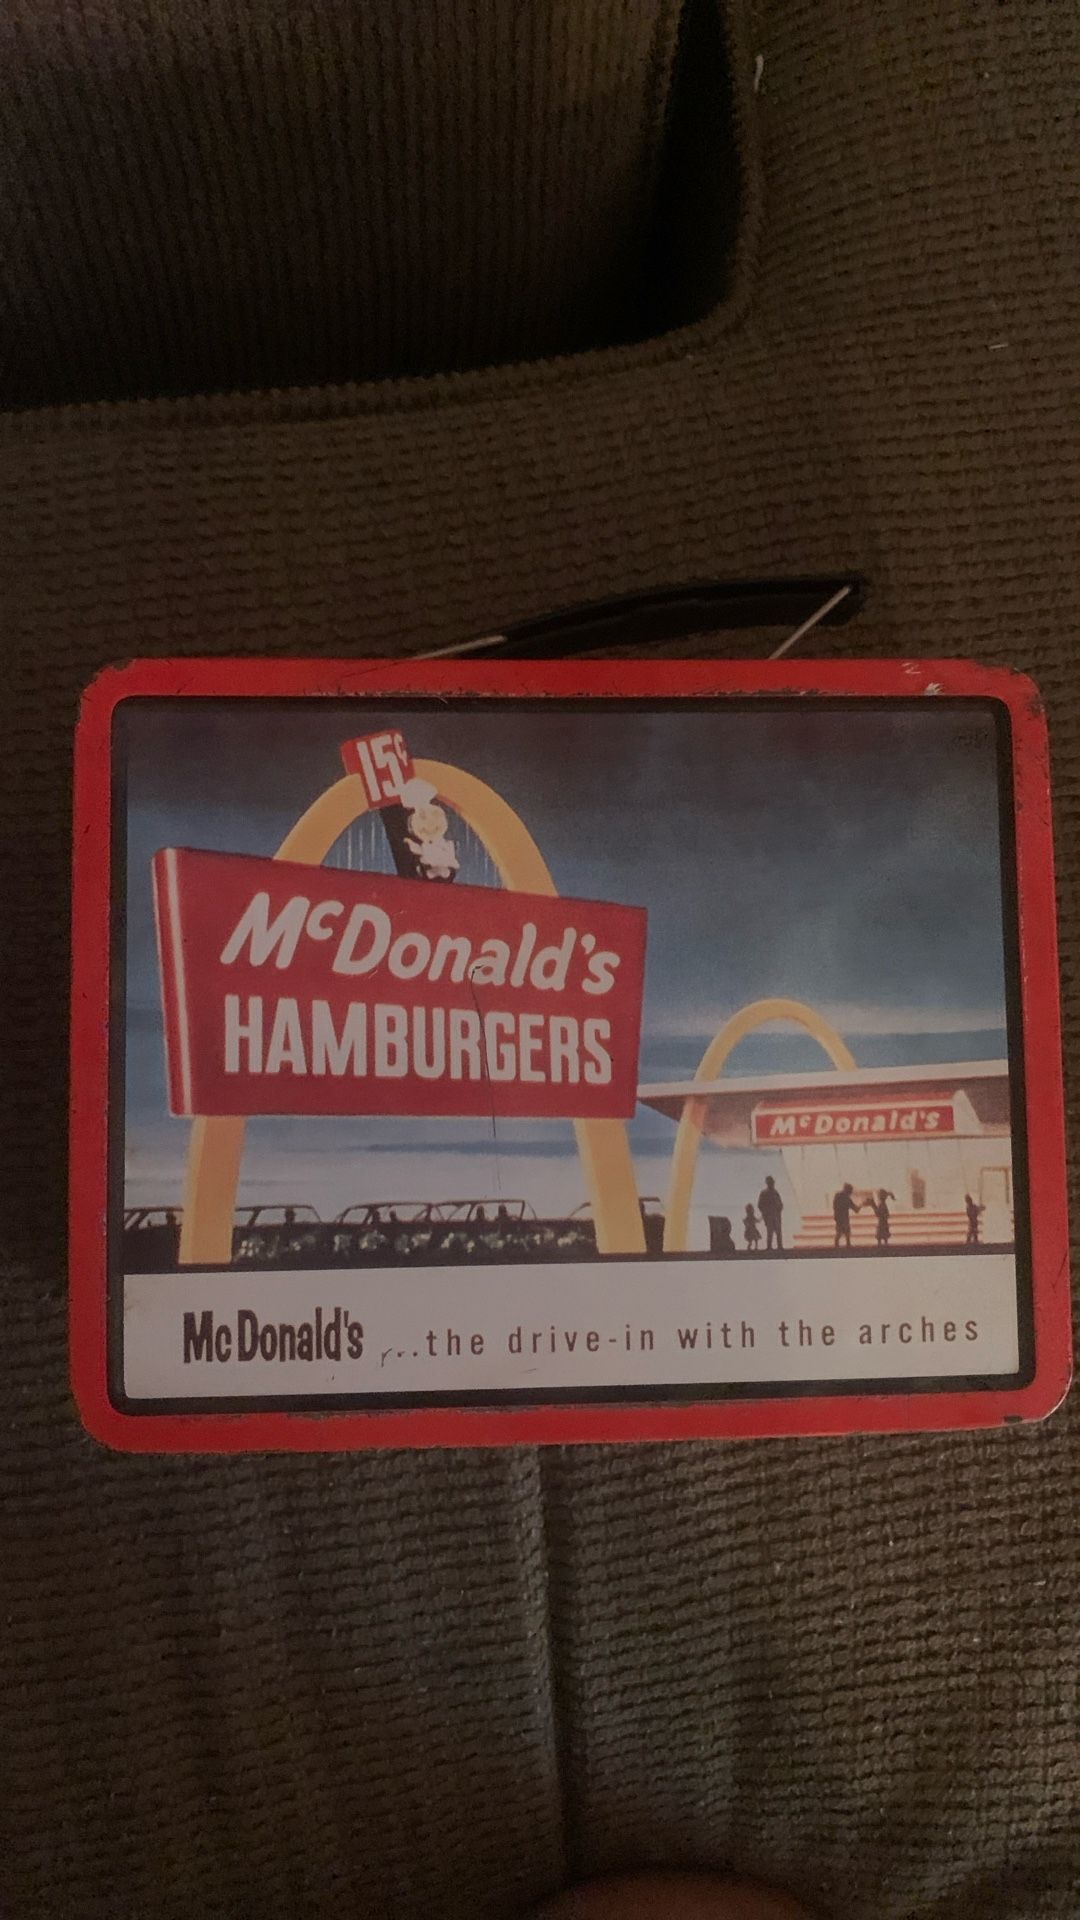 15¢
McDonald's
HAMBURGERS
McDonald's
McDonald's ...the drive-in with the arches